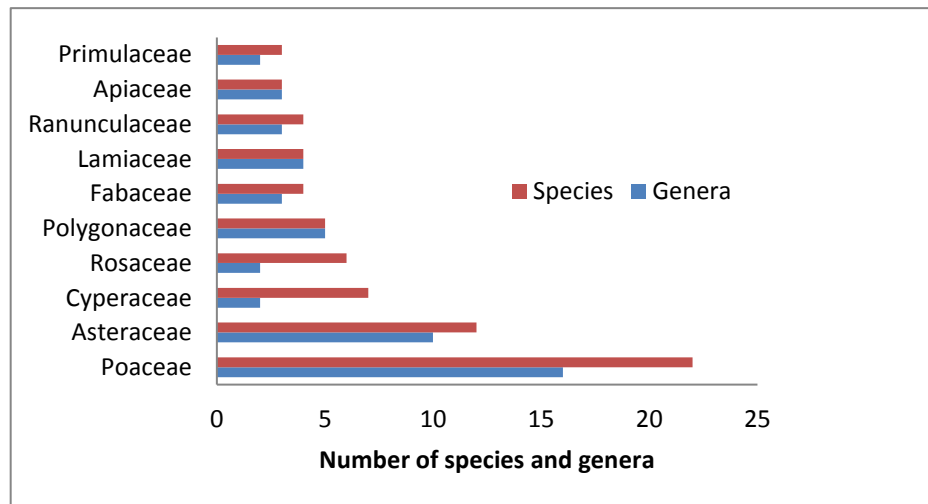 Primulaceae
Apiaceae
Ranunculaceae
Lamiaceae
Fabaceae
Polygonaceae
Rosaceae
Cyperaceae
Asteraceae
Poaceae
Species Genera
0 5 10 15 20 25
Number of species and genera